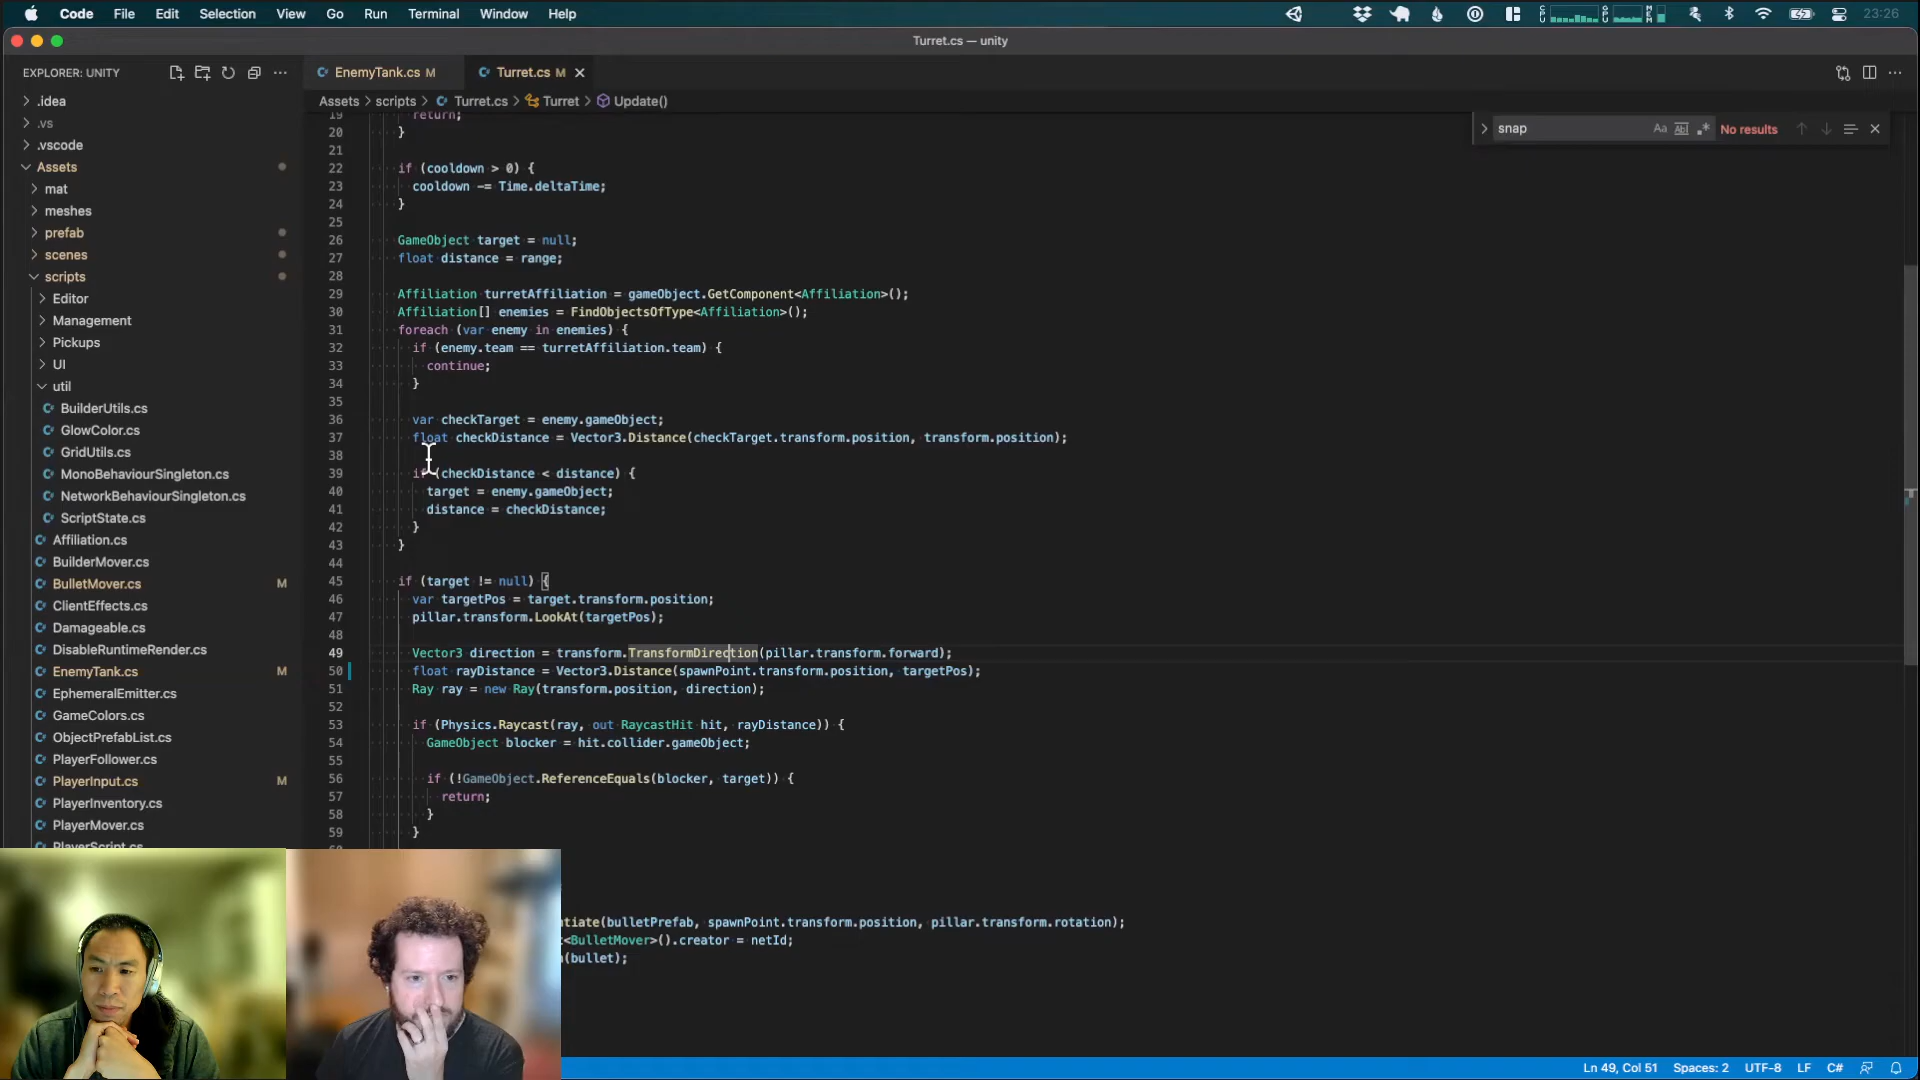 Code File Edit Selection View Go Run Terminal Window Help 23:26
Turret.cs — unity
EXPLORER: UNITY
EnemyTank.cs M
Turret.cs M
Assets > scripts > Turret.cs > Turret > Update()
snap
No results
.idea
.vs
.vscode
Assets
mat
meshes
prefab
scenes
scripts
Editor
Management
Pickups
UI
util
BuilderUtils.cs
GlowColor.cs
GridUtils.cs
MonoBehaviourSingleton.cs
NetworkBehaviourSingleton.cs
ScriptState.cs
Affiliation.cs
BuilderMover.cs
BulletMover.cs M
ClientEffects.cs
Damageable.cs
DisableRuntimeRender.cs
EnemyTank.cs M
EphemeralEmitter.cs
GameColors.cs
ObjectPrefabList.cs
PlayerFollower.cs
PlayerInput.cs M
PlayerInventory.cs
PlayerMover.cs
PlayerScript.cs
19 return;
20 }
21
22 if (cooldown > 0) {
23 cooldown -= Time.deltaTime;
24 }
25
26 GameObject target = null;
27 float distance = range;
28
29 Affiliation turretAffiliation = gameObject.GetComponent<Affiliation>();
30 Affiliation[] enemies = FindObjectsOfType<Affiliation>();
31 foreach (var enemy in enemies) {
32 if (enemy.team == turretAffiliation.team) {
33 continue;
34 }
35
36 var checkTarget = enemy.gameObject;
37 float checkDistance = Vector3.Distance(checkTarget.transform.position, transform.position);
38
39 if (checkDistance < distance) {
40 target = enemy.gameObject;
41 distance = checkDistance;
42 }
43 }
44
45 if (target != null) {
46 var targetPos = target.transform.position;
47 pillar.transform.LookAt(targetPos);
48
49 Vector3 direction = transform.TransformDirection(pillar.transform.forward);
50 float rayDistance = Vector3.Distance(spawnPoint.transform.position, targetPos);
51 Ray ray = new Ray(transform.position, direction);
52
53 if (Physics.Raycast(ray, out RaycastHit hit, rayDistance)) {
54 GameObject blocker = hit.collider.gameObject;
55
56 if (!GameObject.ReferenceEquals(blocker, target)) {
57 return;
58 }
59 }
ntiate(bulletPrefab, spawnPoint.transform.position, pillar.transform.rotation);
t<BulletMover>().creator = netId;
n(bullet);
Ln 49, Col 51 Spaces: 2 UTF-8 LF C#